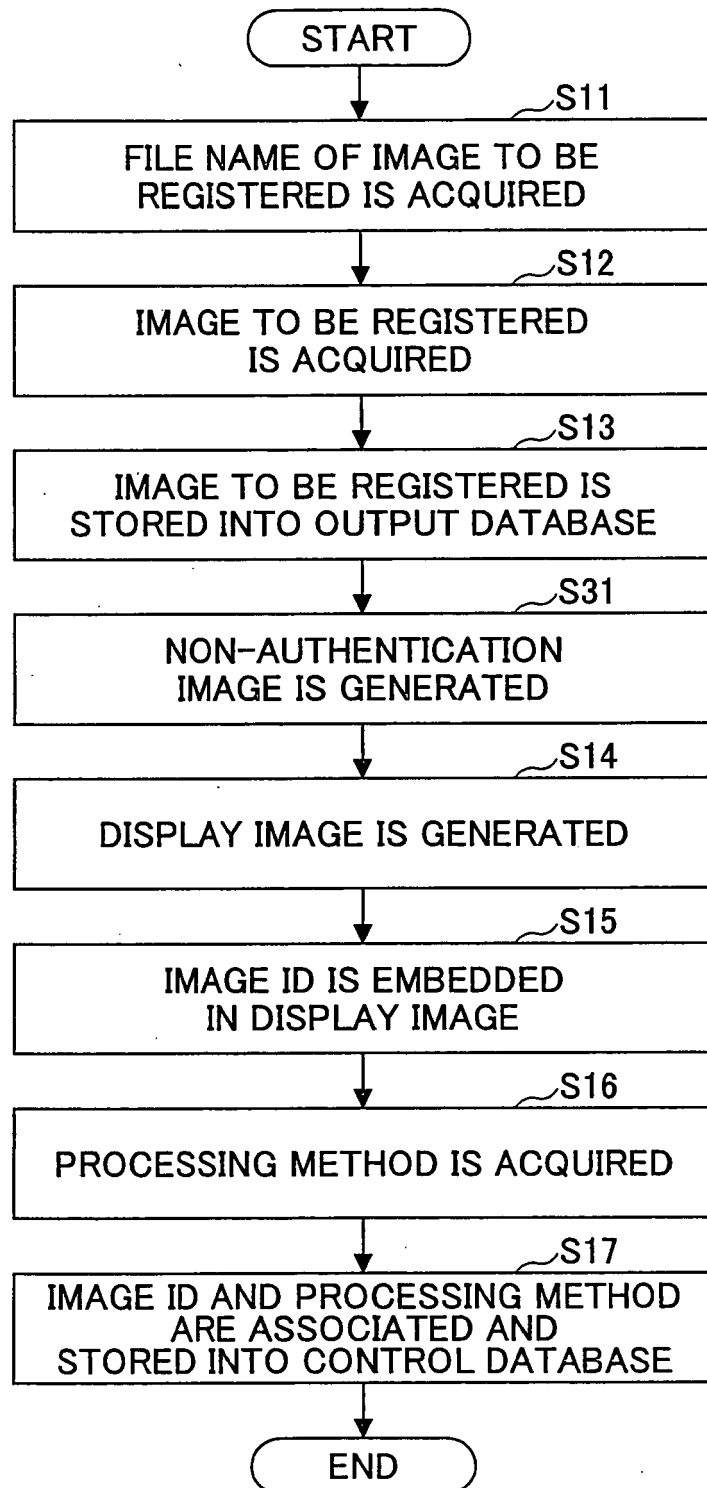 START
S11
FILE NAME OF IMAGE TO BE
REGISTERED IS ACQUIRED
S12
IMAGE TO BE REGISTERED
IS ACQUIRED
S13
IMAGE TO BE REGISTERED IS
STORED INTO OUTPUT DATABASE
S31
NON-AUTHENTICATION
IMAGE IS GENERATED
S14
DISPLAY IMAGE IS GENERATED
S15
IMAGE ID IS EMBEDDED
IN DISPLAY IMAGE
S16
PROCESSING METHOD IS ACQUIRED
S17
IMAGE ID AND PROCESSING METHOD
ARE ASSOCIATED AND
STORED INTO CONTROL DATABASE
END